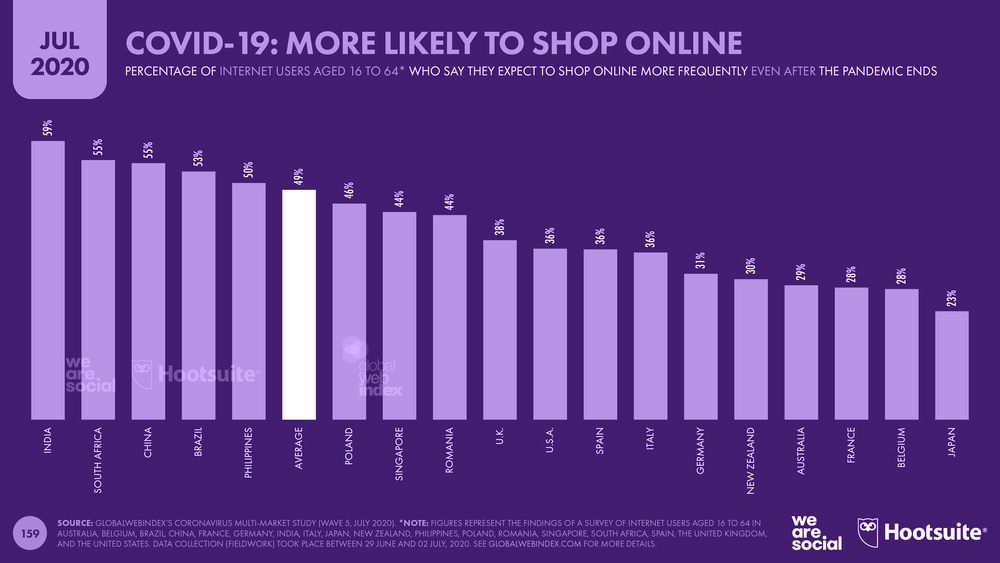 JUL
2020
COVID-19: MORE LIKELY TO SHOP ONLINE
PERCENTAGE OF INTERNET USERS AGED 16 TO 64* WHO SAY THEY EXPECT TO SHOP ONLINE MORE FREQUENTLY EVEN AFTER THE PANDEMIC ENDS
59%
55%
55%
53%
50%
49%
46%
44%
44%
38%
36%
36%
36%
31%
30%
29%
28%
28%
23%
we
are.
social
Hootsuite®
global
web
index
INDIA
SOUTH AFRICA
CHINA
BRAZIL
PHILIPPINES
AVERAGE
POLAND
SINGAPORE
ROMANIA
U.K.
U.S.A.
SPAIN
ITALY
GERMANY
NEW ZEALAND
AUSTRALIA
FRANCE
BELGIUM
JAPAN
159
SOURCE: GLOBALWEBINDEX'S CORONAVIRUS MULTI-MARKET STUDY (WAVE 5, JULY 2020). *NOTE: FIGURES REPRESENT THE FINDINGS OF A SURVEY OF INTERNET USERS AGED 16 TO 64 IN
AUSTRALIA, BELGIUM, BRAZIL, CHINA, FRANCE, GERMANY, INDIA, ITALY, JAPAN, NEW ZEALAND, PHILIPPINES, POLAND, ROMANIA, SINGAPORE, SOUTH AFRICA, SPAIN, THE UNITED KINGDOM,
AND THE UNITED STATES. DATA COLLECTION (FIELDWORK) TOOK PLACE BETWEEN 29 JUNE AND 02 JULY, 2020. SEE GLOBALWEBINDEX.COM FOR MORE DETAILS.
we
are.
social
Hootsuite®